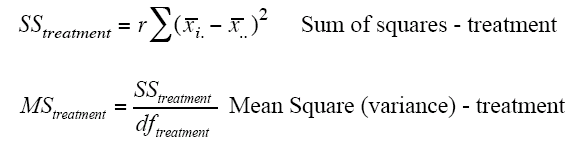 SS_treatment = r∑(x̄_i. − x̄_..)² Sum of squares - treatment
MS_treatment = SS_treatment / df_treatment Mean Square (variance) - treatment